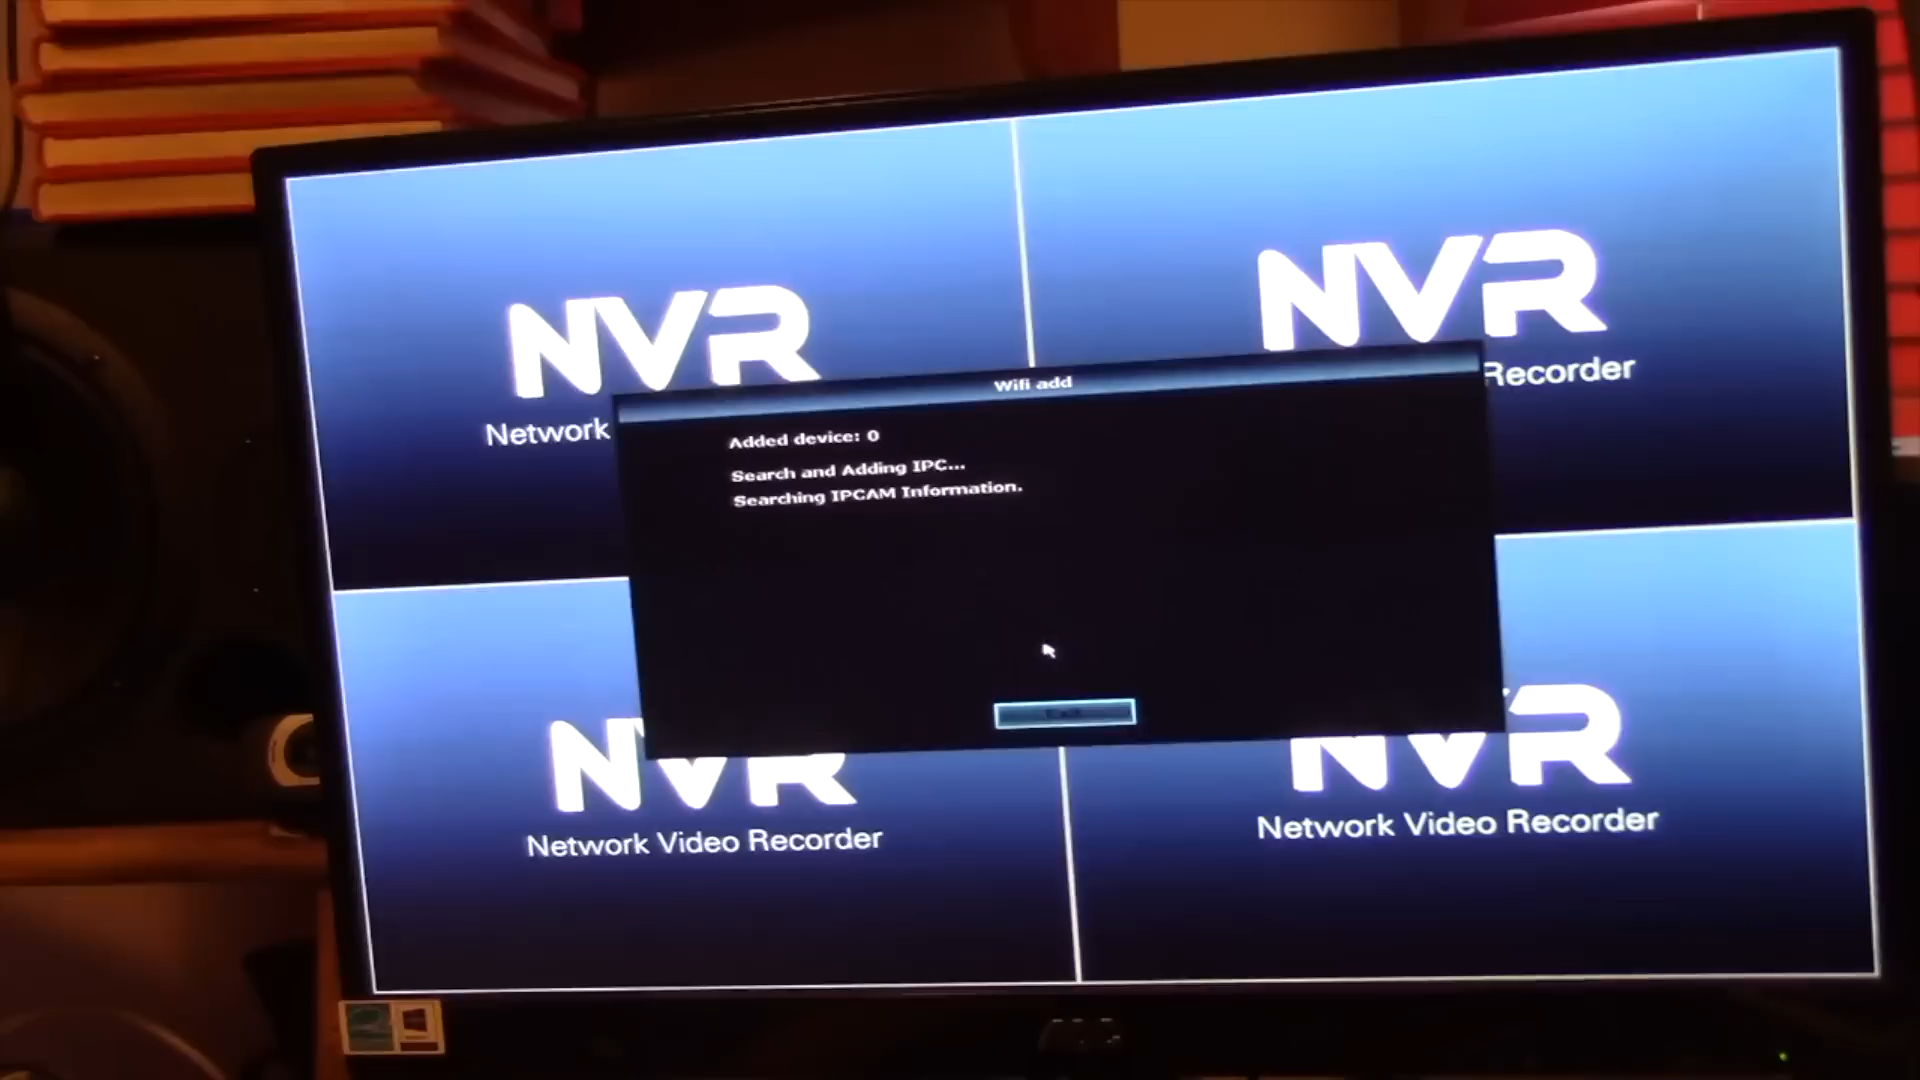 NVR
Network
NVR
Recorder
Wifi add
Added device: 0
Search and Adding IPC...
Searching IPCAM Information.
Exit
NVR
Network Video Recorder
NVR
Network Video Recorder